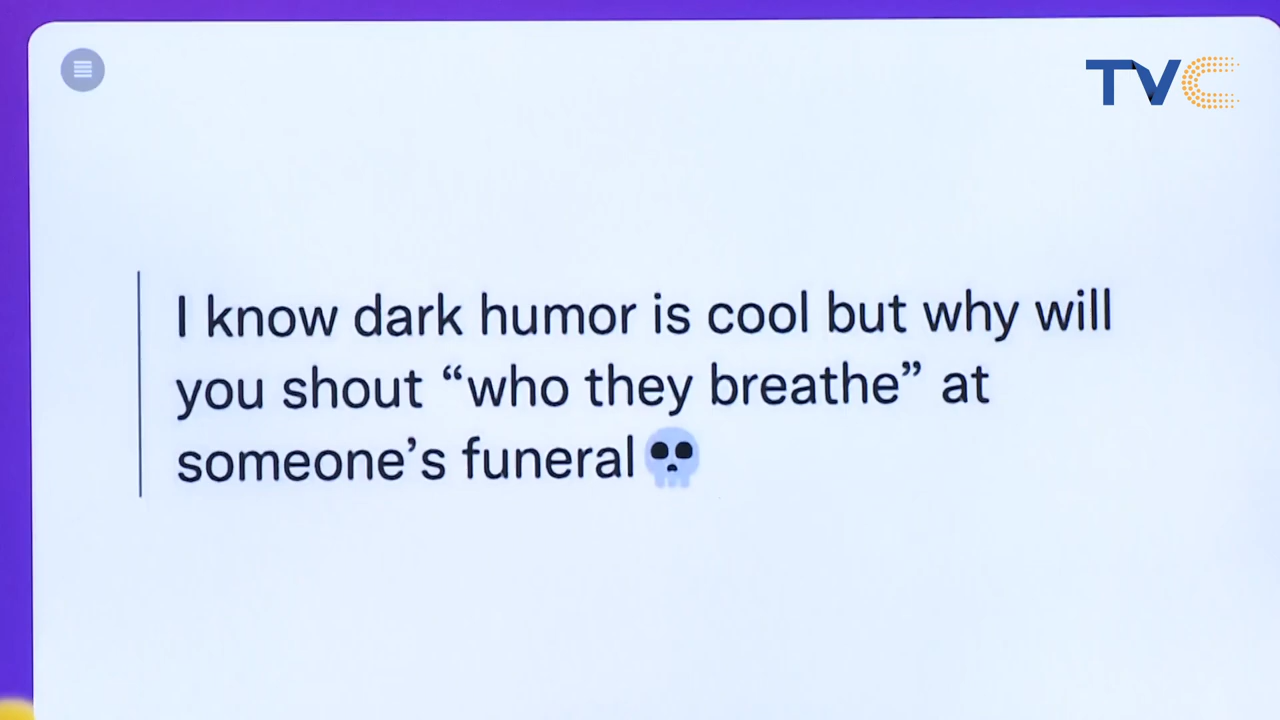 TVC
I know dark humor is cool but why will
you shout “who they breathe” at
someone’s funeral💀